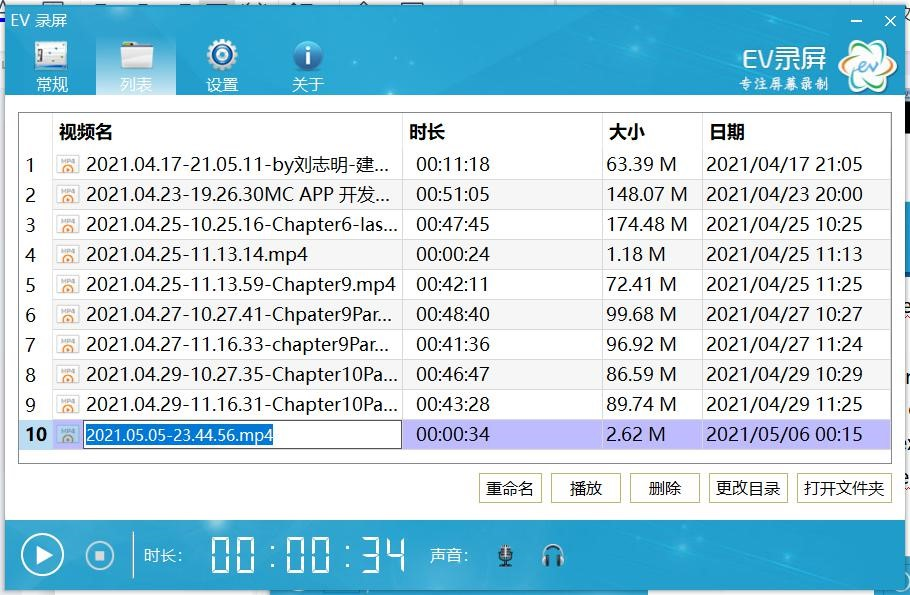 EV 录屏
常规 列表 设置 关于
EV录屏
专注屏幕录制
视频名 时长 大小 日期
1 2021.04.17-21.05.11-by刘志明-建... 00:11:18 63.39 M 2021/04/17 21:05
2 2021.04.23-19.26.30MC APP 开发... 00:51:05 148.07 M 2021/04/23 20:00
3 2021.04.25-10.25.16-Chapter6-las... 00:47:45 174.48 M 2021/04/25 10:25
4 2021.04.25-11.13.14.mp4 00:00:24 1.18 M 2021/04/25 11:13
5 2021.04.25-11.13.59-Chapter9.mp4 00:42:11 72.41 M 2021/04/25 11:25
6 2021.04.27-10.27.41-Chpater9Par... 00:48:40 99.68 M 2021/04/27 10:27
7 2021.04.27-11.16.33-chapter9Par... 00:41:36 96.92 M 2021/04/27 11:24
8 2021.04.29-10.27.35-Chapter10Pa... 00:46:47 86.59 M 2021/04/29 10:29
9 2021.04.29-11.16.31-Chapter10Pa... 00:43:28 89.74 M 2021/04/29 11:25
10 2021.05.05-23.44.56.mp4 00:00:34 2.62 M 2021/05/06 00:15
重命名 播放 删除 更改目录 打开文件夹
时长: 00:00:34 声音: